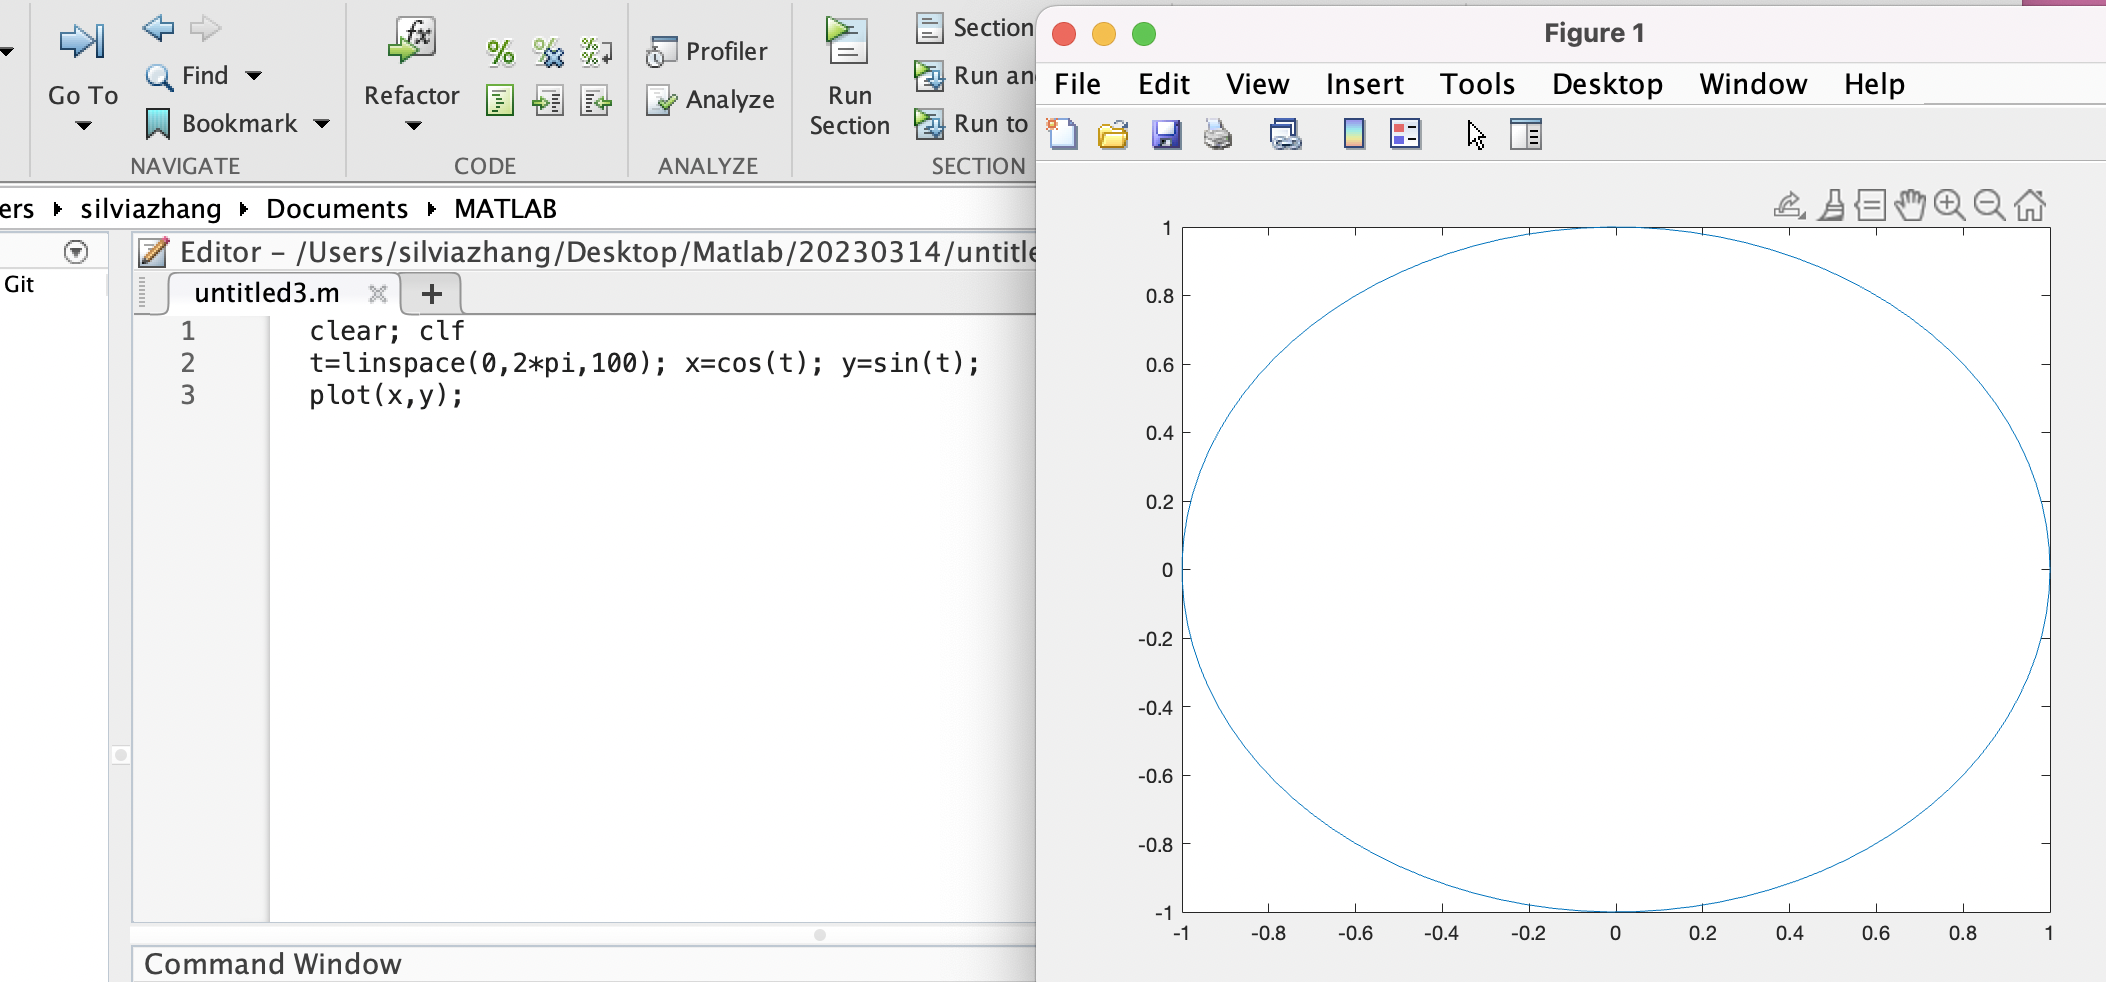 Go To
Find
Bookmark
NAVIGATE
Refactor
fx
CODE
Profiler
Analyze
ANALYZE
Run
Section
Section
Run an
Run to
SECTION
ers ▸ silviazhang ▸ Documents ▸ MATLAB
Git
Editor – /Users/silviazhang/Desktop/Matlab/20230314/untitle
untitled3.m
+
1 clear; clf
2 t=linspace(0,2*pi,100); x=cos(t); y=sin(t);
3 plot(x,y);
Command Window
Figure 1
File Edit View Insert Tools Desktop Window Help
1
0.8
0.6
0.4
0.2
0
-0.2
-0.4
-0.6
-0.8
-1
-1 -0.8 -0.6 -0.4 -0.2 0 0.2 0.4 0.6 0.8 1